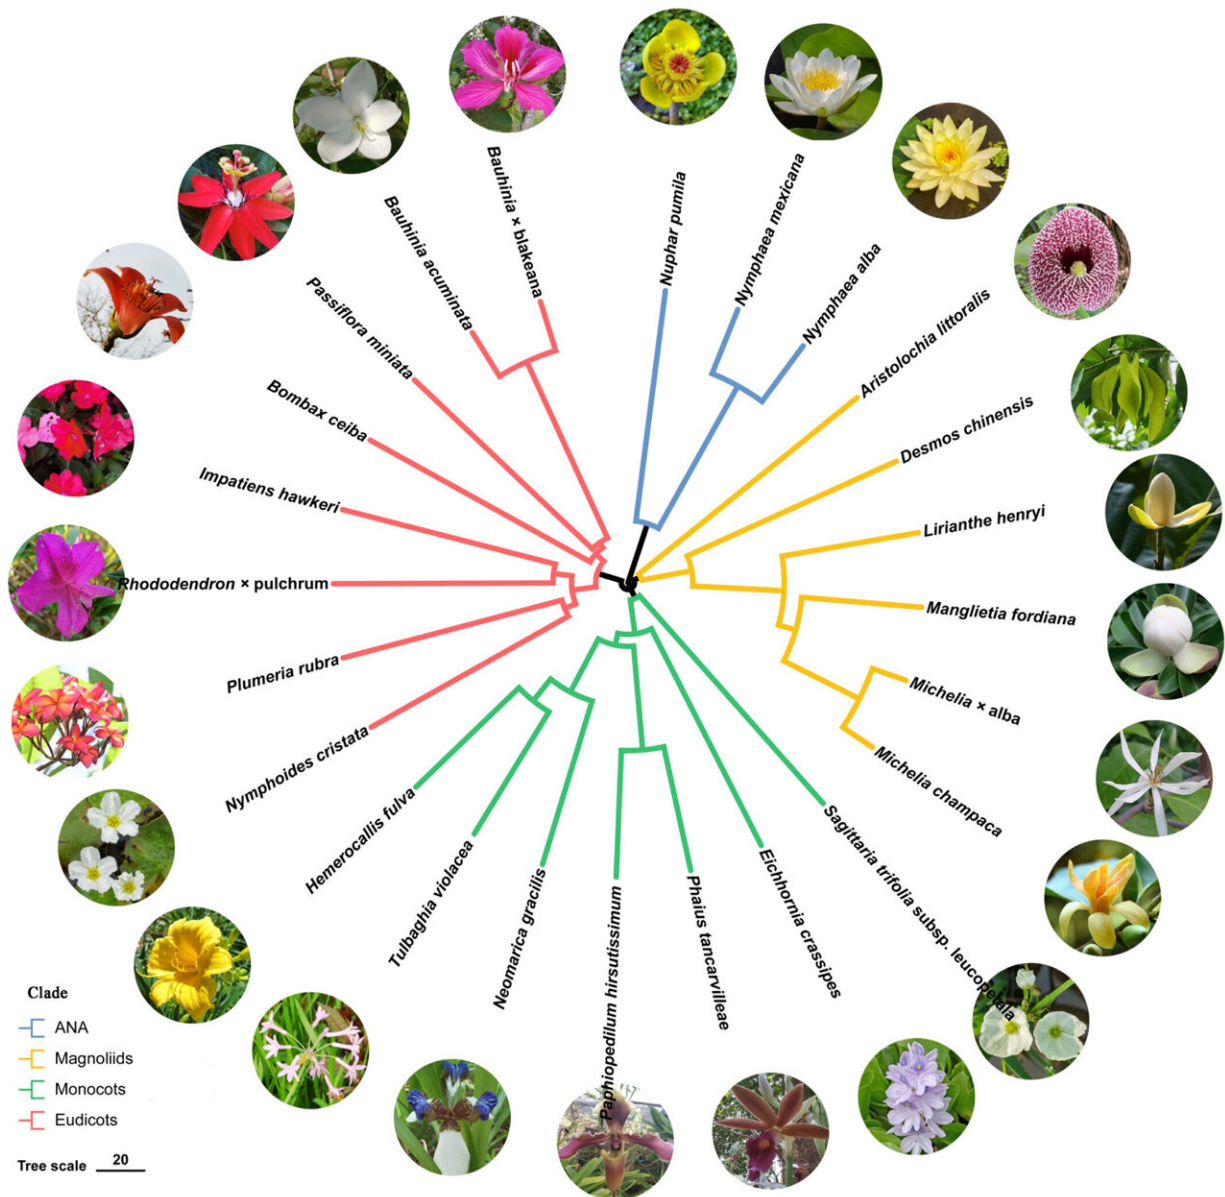 Bauhinia × blakeana
Nuphar pumila
Nymphaea mexicana
Nymphaea alba
Aristolochia littoralis
Desmos chinensis
Lirianthe henryi
Manglietia fordiana
Michelia × alba
Michelia champaca
Sagittaria trifolia subsp. leucopetala
Eichhornia crassipes
Phaius tancarvilleae
Paphiopedilum hirsutissimum
Neomarica gracilis
Tulbaghia violacea
Hemerocallis fulva
Nymphoides cristata
Plumeria rubra
Rhododendron × pulchrum
Impatiens hawkeri
Bombax ceiba
Passiflora miniata
Bauhinia acuminata
Clade
ANA
Magnoliids
Monocots
Eudicots
Tree scale 20